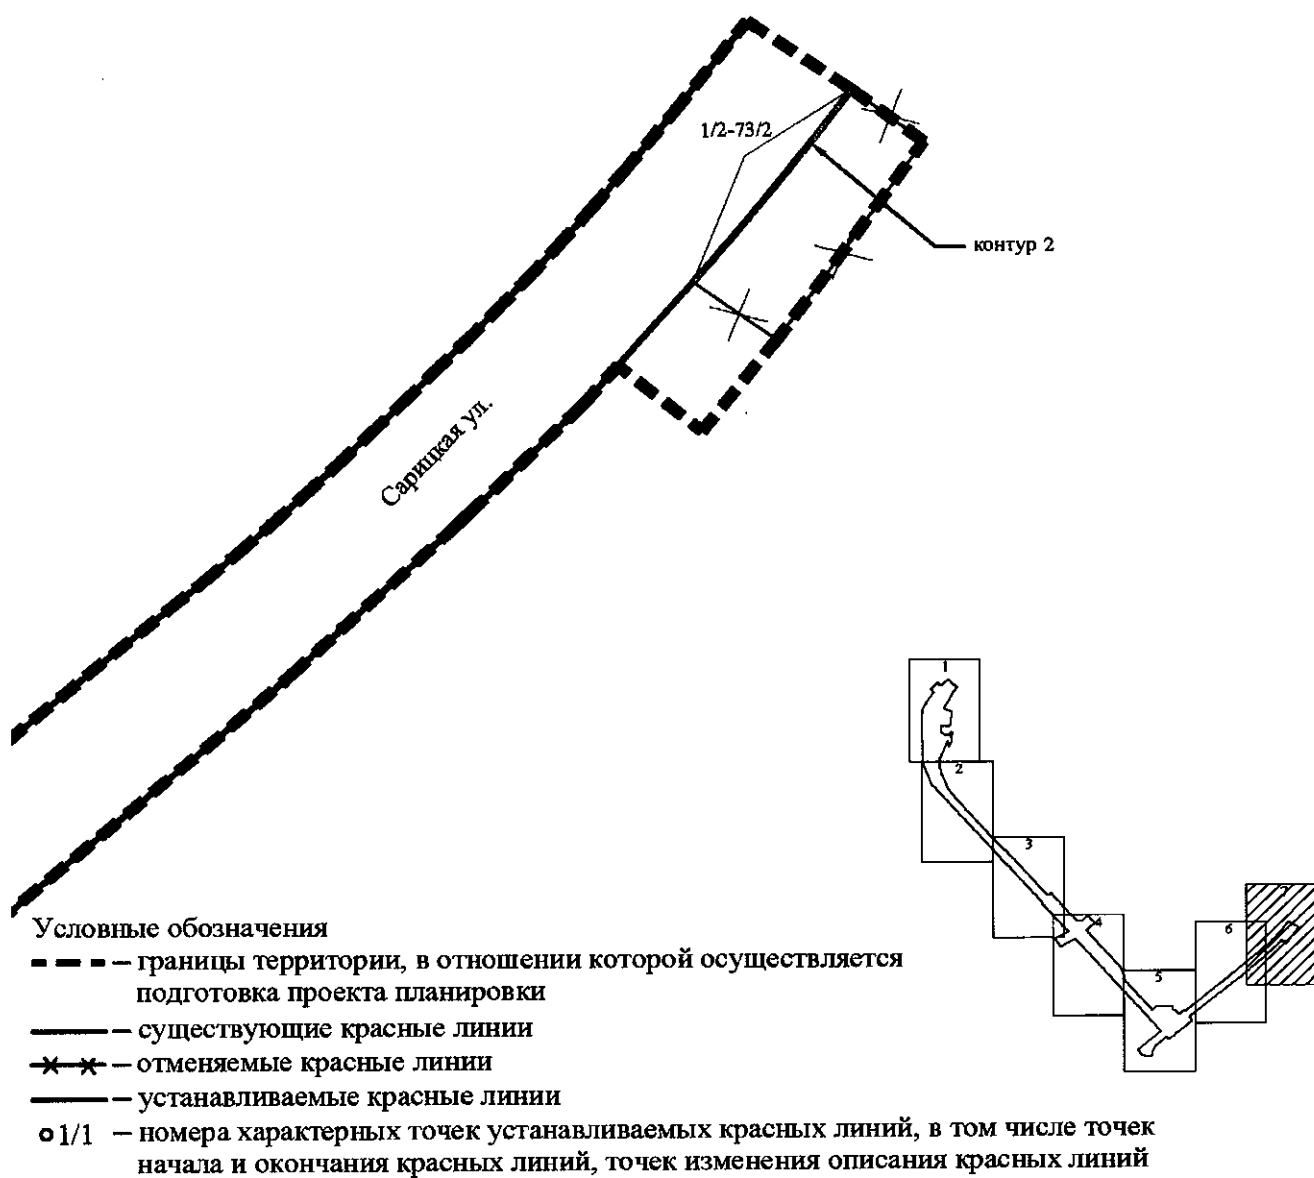 1/2-73/2
контур 2
Сарицкая ул.
1
2
3
4
5
6
7
Условные обозначения
– границы территории, в отношении которой осуществляется
подготовка проекта планировки
– существующие красные линии
– отменяемые красные линии
– устанавливаемые красные линии
1/1 – номера характерных точек устанавливаемых красных линий, в том числе точек
начала и окончания красных линий, точек изменения описания красных линий